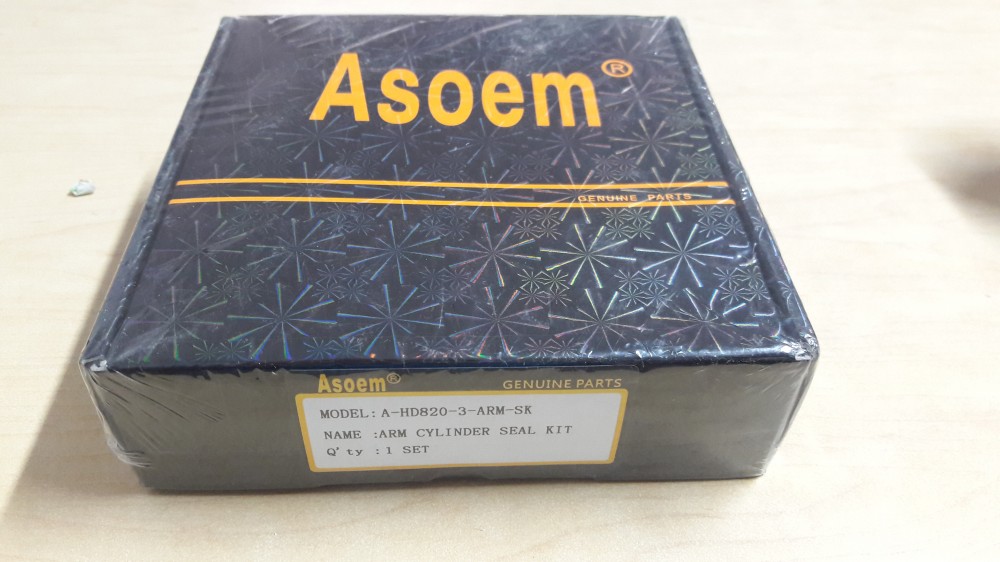 Asoem®
GENUINE PARTS
Asoem®
GENUINE PARTS
MODEL: A-HD820-3-ARM-SK
NAME :ARM CYLINDER SEAL KIT
Q'ty :1 SET